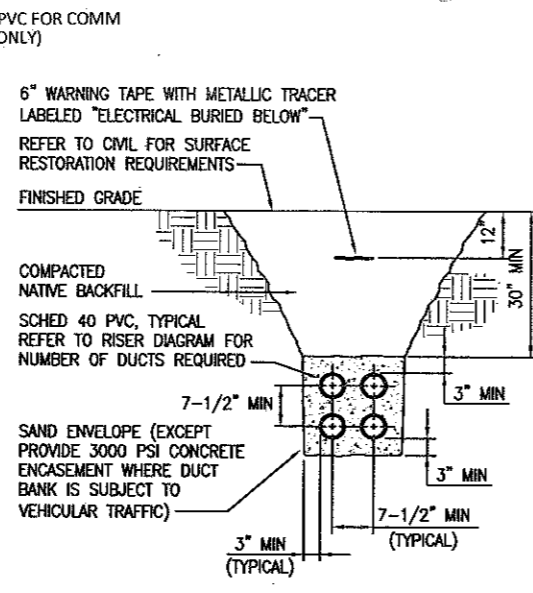 PVC FOR COMM
ONLY)
6" WARNING TAPE WITH METALLIC TRACER
LABELED "ELECTRICAL BURIED BELOW"
REFER TO CIVIL FOR SURFACE
RESTORATION REQUIREMENTS
FINISHED GRADE
12"
30" MIN
COMPACTED
NATIVE BACKFILL
SCHED 40 PVC, TYPICAL
REFER TO RISER DIAGRAM FOR
NUMBER OF DUCTS REQUIRED
3" MIN
7-1/2" MIN
SAND ENVELOPE (EXCEPT
PROVIDE 3000 PSI CONCRETE
ENCASEMENT WHERE DUCT
BANK IS SUBJECT TO
VEHICULAR TRAFFIC)
3" MIN
7-1/2" MIN
(TYPICAL)
3" MIN
(TYPICAL)